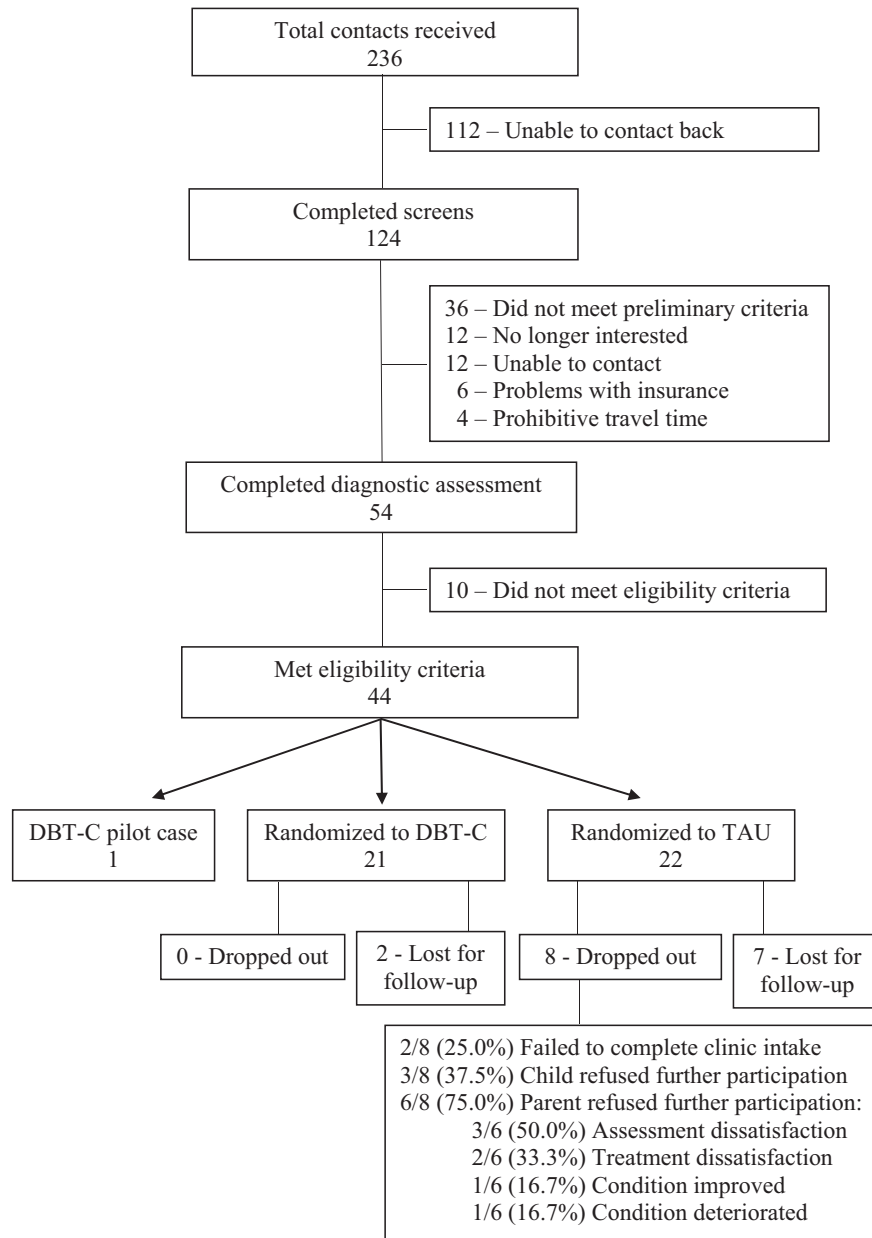 Total contacts received
236
112 – Unable to contact back
Completed screens
124
36 – Did not meet preliminary criteria
12 – No longer interested
12 – Unable to contact
6 – Problems with insurance
4 – Prohibitive travel time
Completed diagnostic assessment
54
10 – Did not meet eligibility criteria
Met eligibility criteria
44
DBT-C pilot case
1
Randomized to DBT-C
21
Randomized to TAU
22
0 - Dropped out
2 - Lost for
follow-up
8 - Dropped out
7 - Lost for
follow-up
2/8 (25.0%) Failed to complete clinic intake
3/8 (37.5%) Child refused further participation
6/8 (75.0%) Parent refused further participation:
3/6 (50.0%) Assessment dissatisfaction
2/6 (33.3%) Treatment dissatisfaction
1/6 (16.7%) Condition improved
1/6 (16.7%) Condition deteriorated